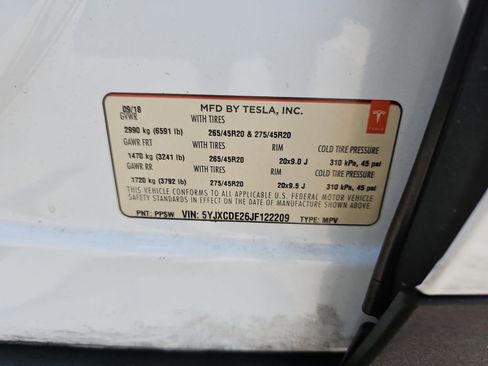 09/18 MFD BY TESLA, INC.
GVWR WITH TIRES
2990 kg (6591 lb) 265/45R20 & 275/45R20
GAWR FRT WITH TIRES RIM COLD TIRE PRESSURE
1470 kg (3241 lb) 265/45R20 20x9.0 J 310 kPa, 45 psi
GAWR RR WITH TIRES RIM COLD TIRE PRESSURE
1720 kg (3792 lb) 275/45R20 20x9.5 J 310 kPa, 45 psi
THIS VEHICLE CONFORMS TO ALL APPLICABLE U.S. FEDERAL MOTOR VEHICLE
SAFETY STANDARDS IN EFFECT ON THE DATE OF MANUFACTURE SHOWN ABOVE.
PNT: PPSW VIN: 5YJXCDE26JF122209 TYPE: MPV
TESLA